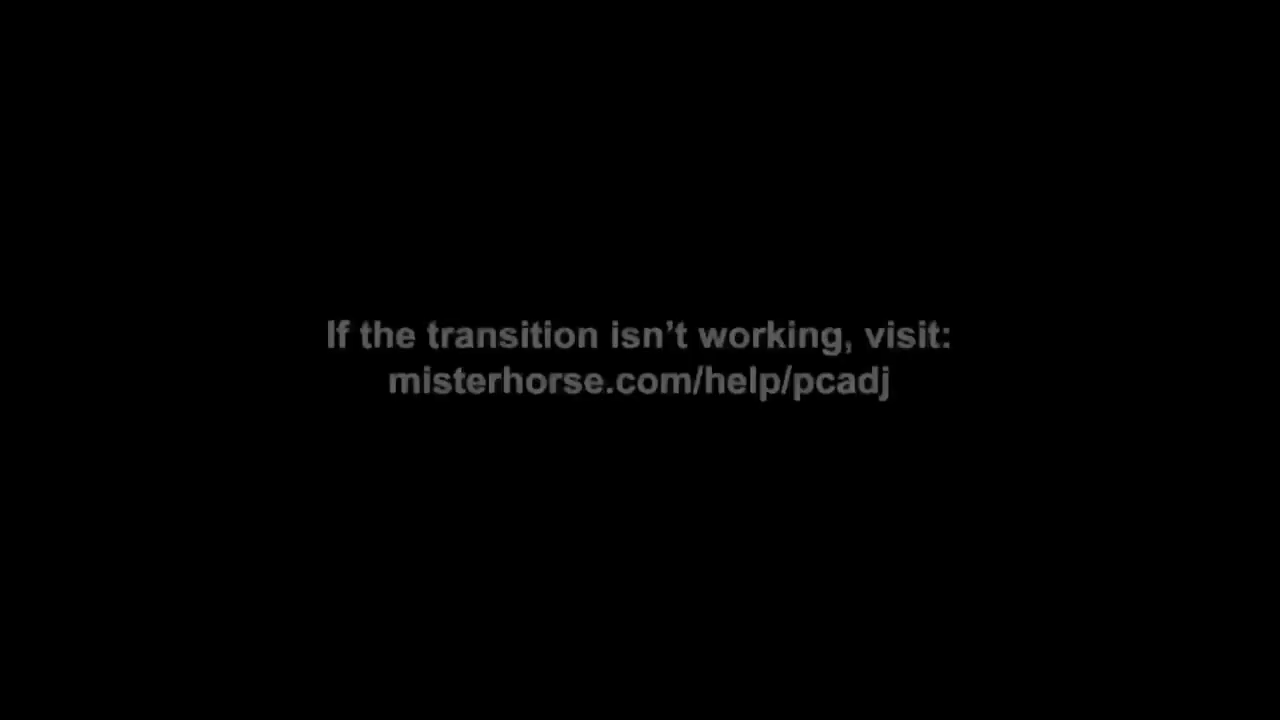 If the transition isn’t working, visit:
misterhorse.com/help/pcadj